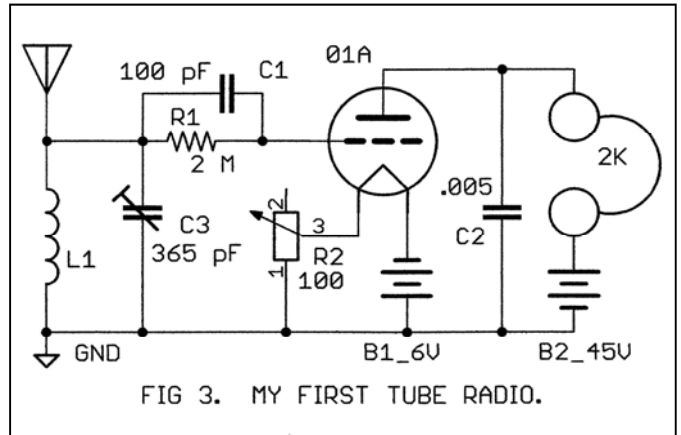 01A
100 pF
C1
R1
2 M
2K
.005
2
3
C3
365 pF
R2
100
1
C2
L1
GND
B1_6V
B2_45V
FIG 3. MY FIRST TUBE RADIO.